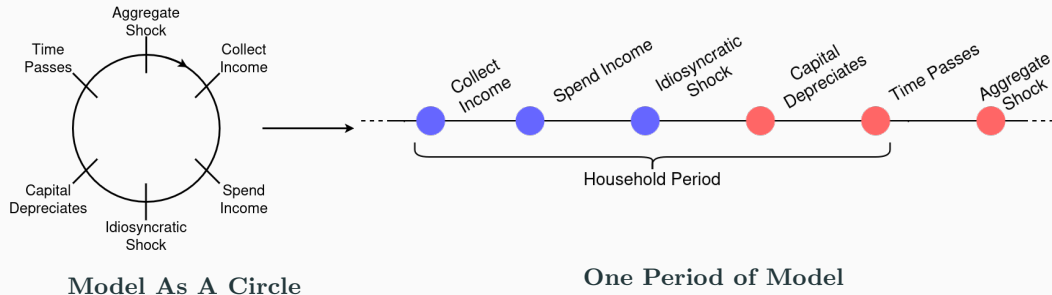 Aggregate
Shock
Time
Passes
Collect
Income
Capital
Depreciates
Spend
Income
Idiosyncratic
Shock
Model As A Circle
Collect
Income
Spend Income
Idiosyncratic
Shock
Capital
Depreciates
Time Passes
Aggregate
Shock
Household Period
One Period of Model